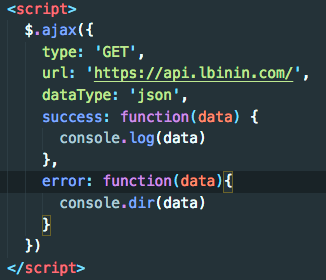 <script>
$.ajax({
type: 'GET',
url: 'https://api.lbinin.com/',
dataType: 'json',
success: function(data) {
console.log(data)
},
error: function(data){
console.dir(data)
}
})
</script>